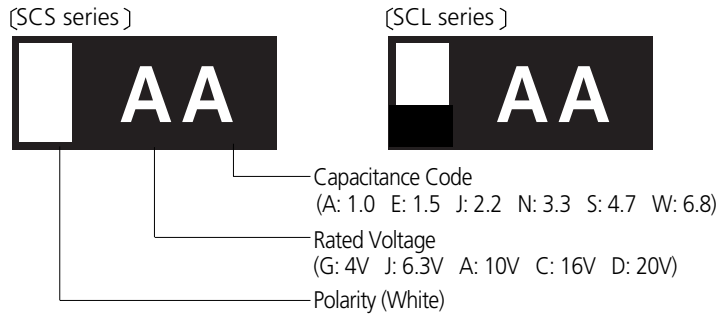 〔SCS series〕 〔SCL series〕
AA AA
Capacitance Code
(A: 1.0 E: 1.5 J: 2.2 N: 3.3 S: 4.7 W: 6.8)
Rated Voltage
(G: 4V J: 6.3V A: 10V C: 16V D: 20V)
Polarity (White)